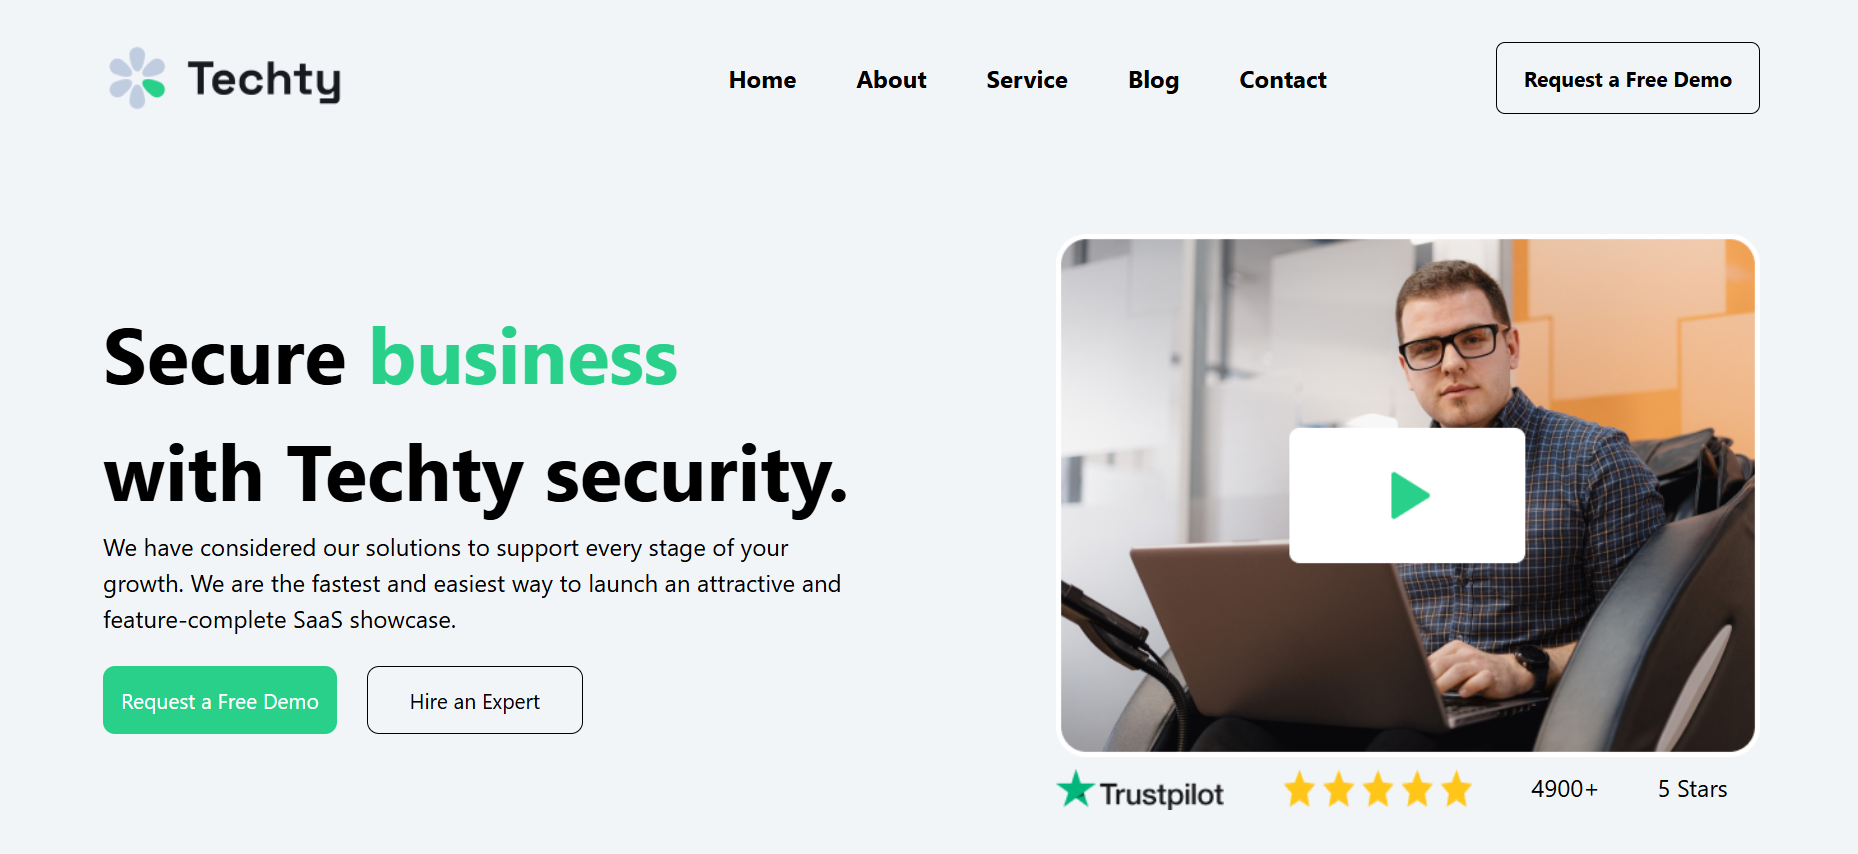 Techty
Home About Service Blog Contact
Request a Free Demo
Secure business
with Techty security.
We have considered our solutions to support every stage of your
growth. We are the fastest and easiest way to launch an attractive and
feature-complete SaaS showcase.
Request a Free Demo
Hire an Expert
Trustpilot
4900+
5 Stars